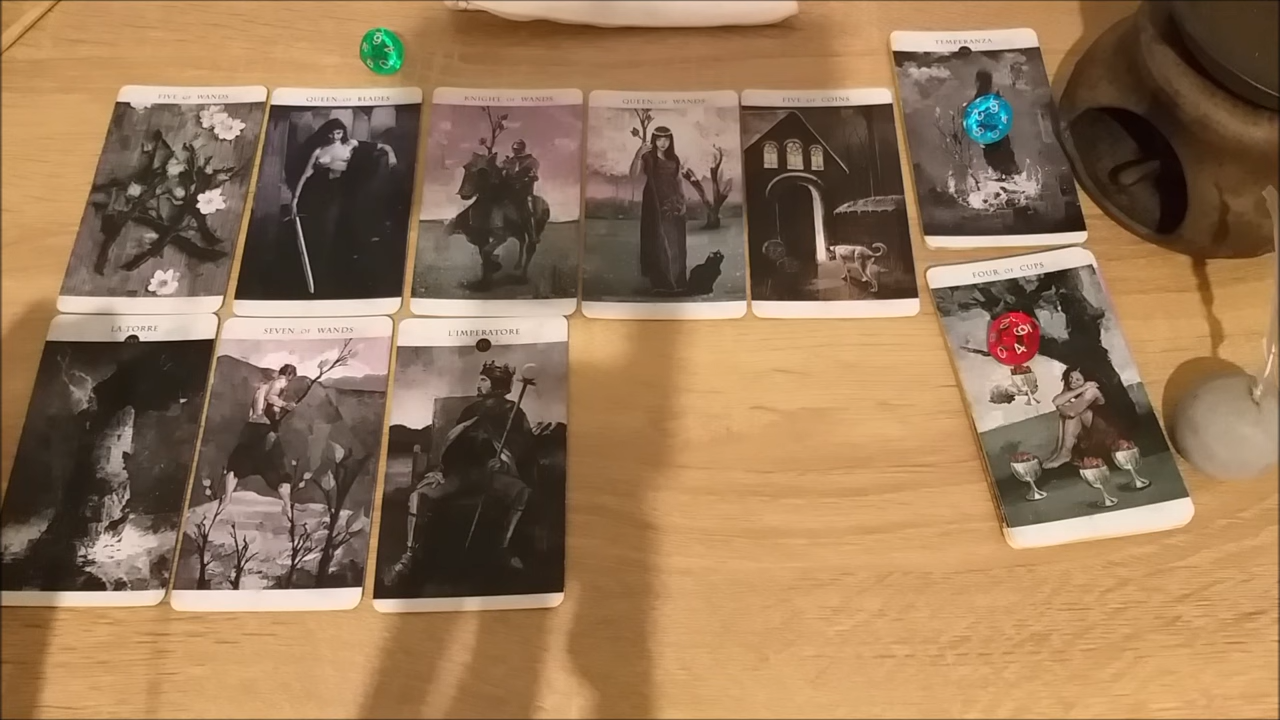 FIVE OF WANDS
QUEEN OF BLADES
KNIGHT OF WANDS
QUEEN OF WANDS
FIVE OF COINS
TEMPERANZA
LA TORRE
SEVEN OF WANDS
L'IMPERATORE
FOUR OF CUPS